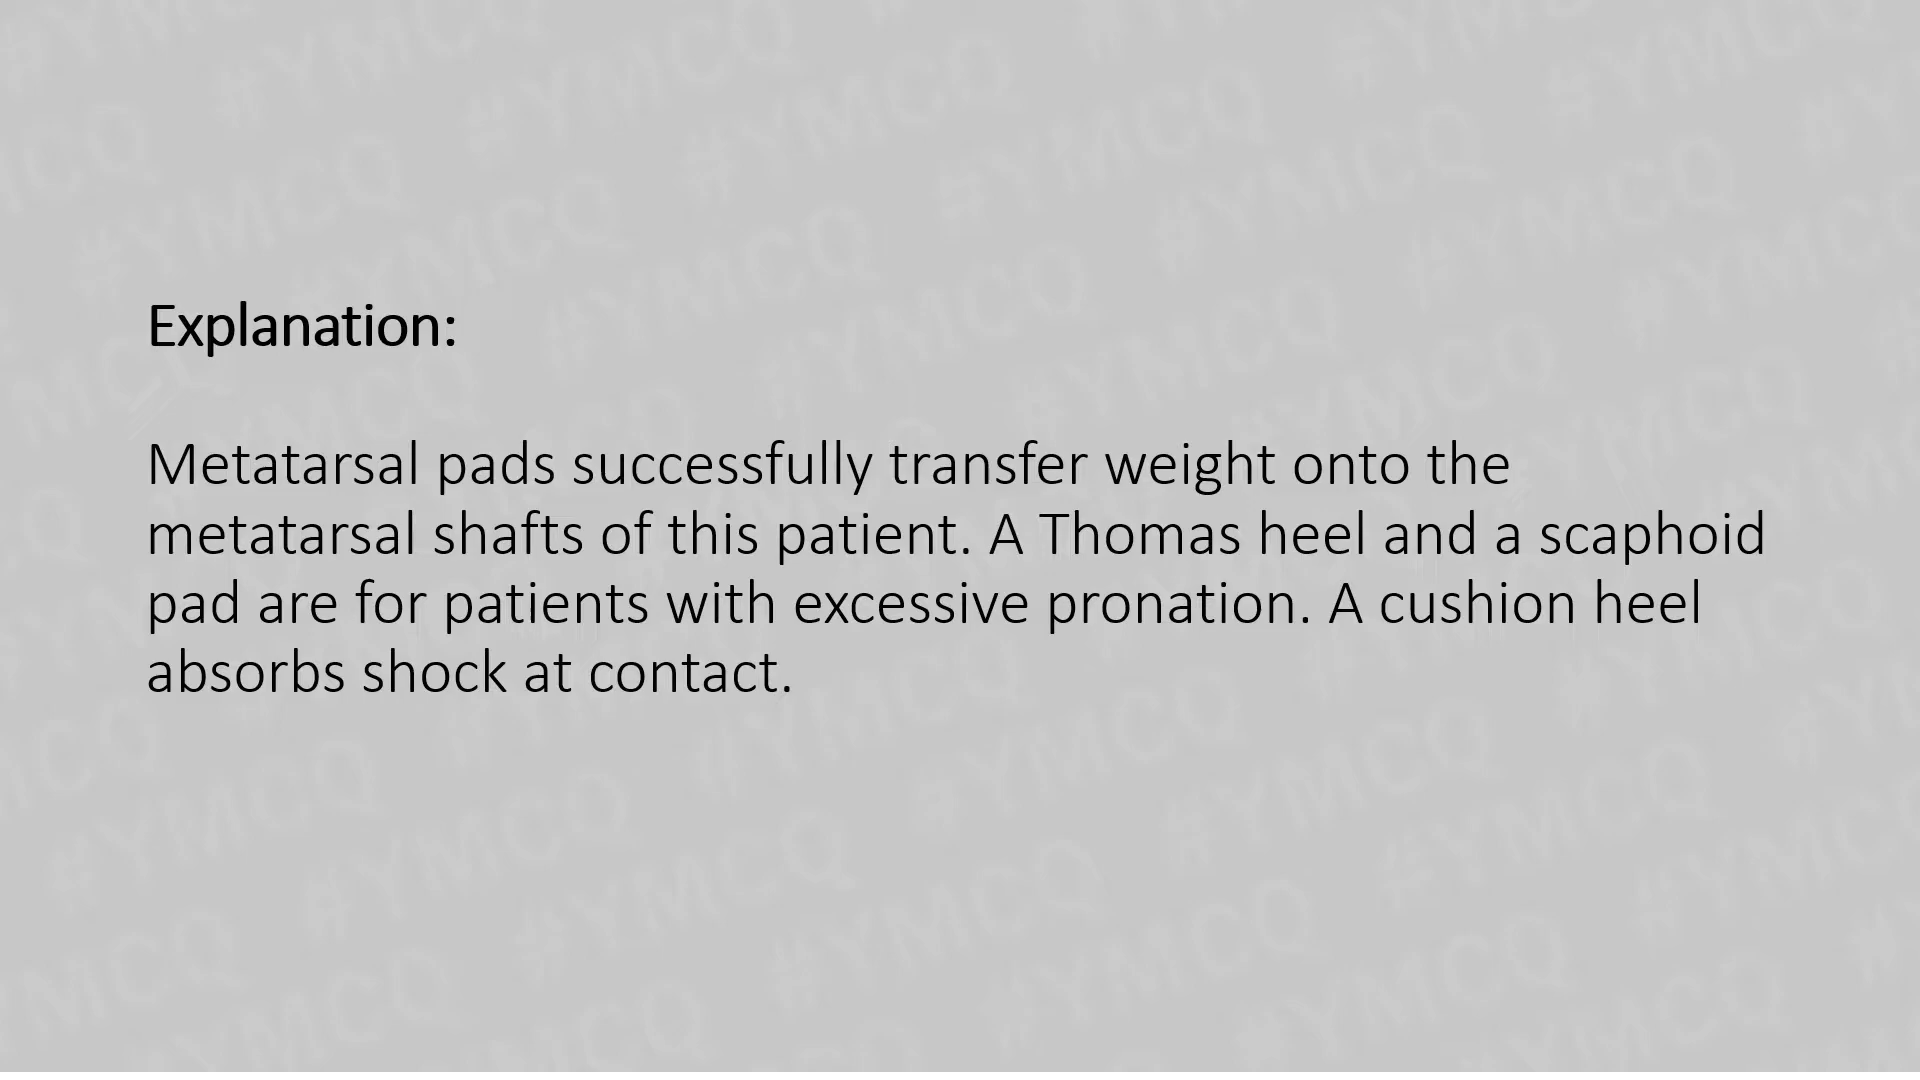 Explanation:
Metatarsal pads successfully transfer weight onto the
metatarsal shafts of this patient. A Thomas heel and a scaphoid
pad are for patients with excessive pronation. A cushion heel
absorbs shock at contact.